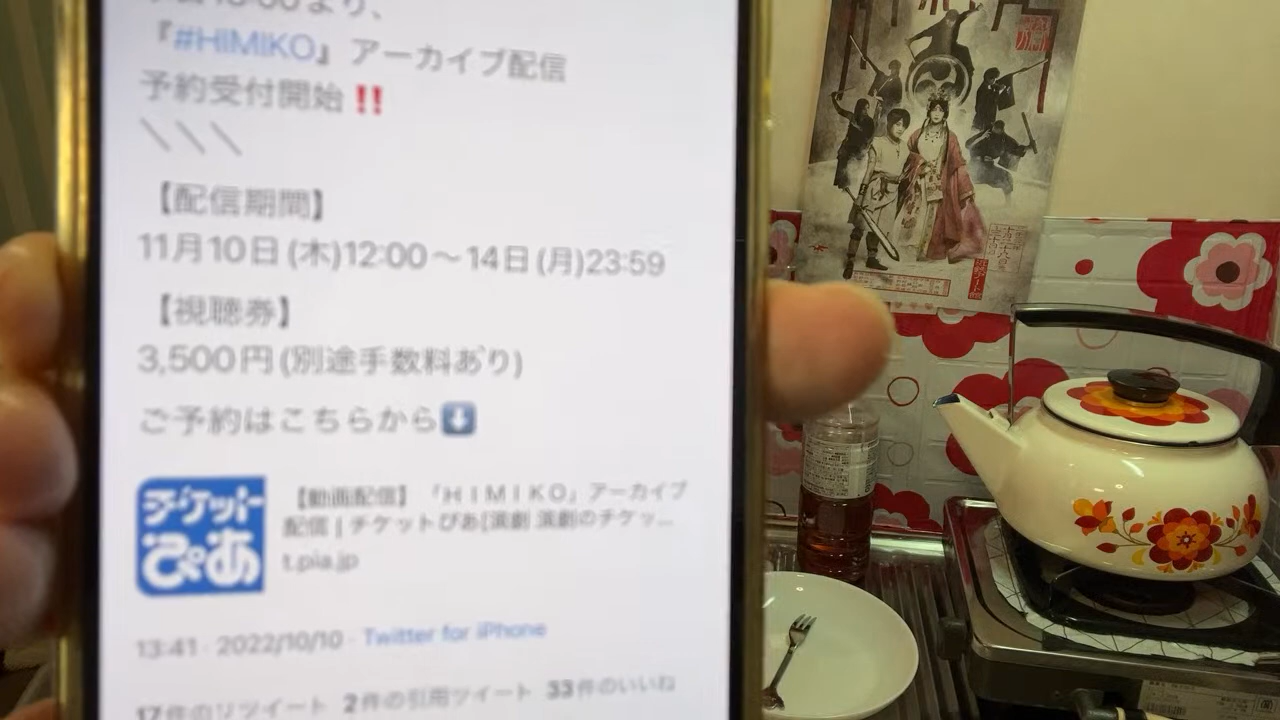 『#HIMIKO』アーカイブ配信
予約受付開始‼
＼＼＼
【配信期間】
11月10日(木)12:00～14日(月)23:59
【視聴券】
3,500円(別途手数料あり)
ご予約はこちらから⬇
チケット
ぴあ
【動画配信】「ＨＩＭＩＫＯ」アーカイブ
配信 | チケットぴあ[演劇 演劇のチケッ...
t.pia.jp
13:41 · 2022/10/10 · Twitter for iPhone
17件のリツイート 2件の引用ツイート 33件のいいね